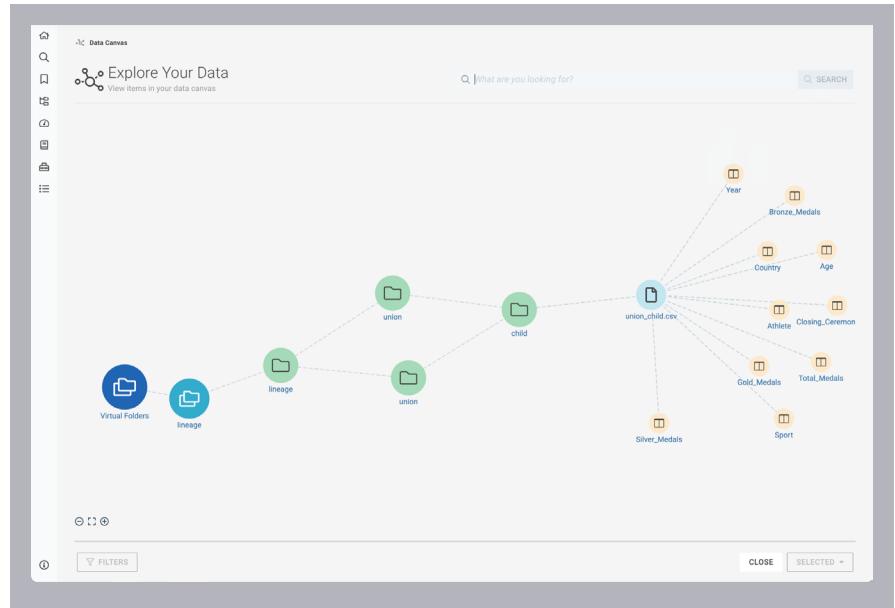 Data Canvas
Explore Your Data
View items in your data canvas
What are you looking for?
SEARCH
Year
Bronze_Medals
Country
Age
union
union_child.csv
child
Athlete
Closing_Ceremon
lineage
union
Gold_Medals
Total_Medals
Virtual Folders
lineage
Silver_Medals
Sport
FILTERS
CLOSE
SELECTED